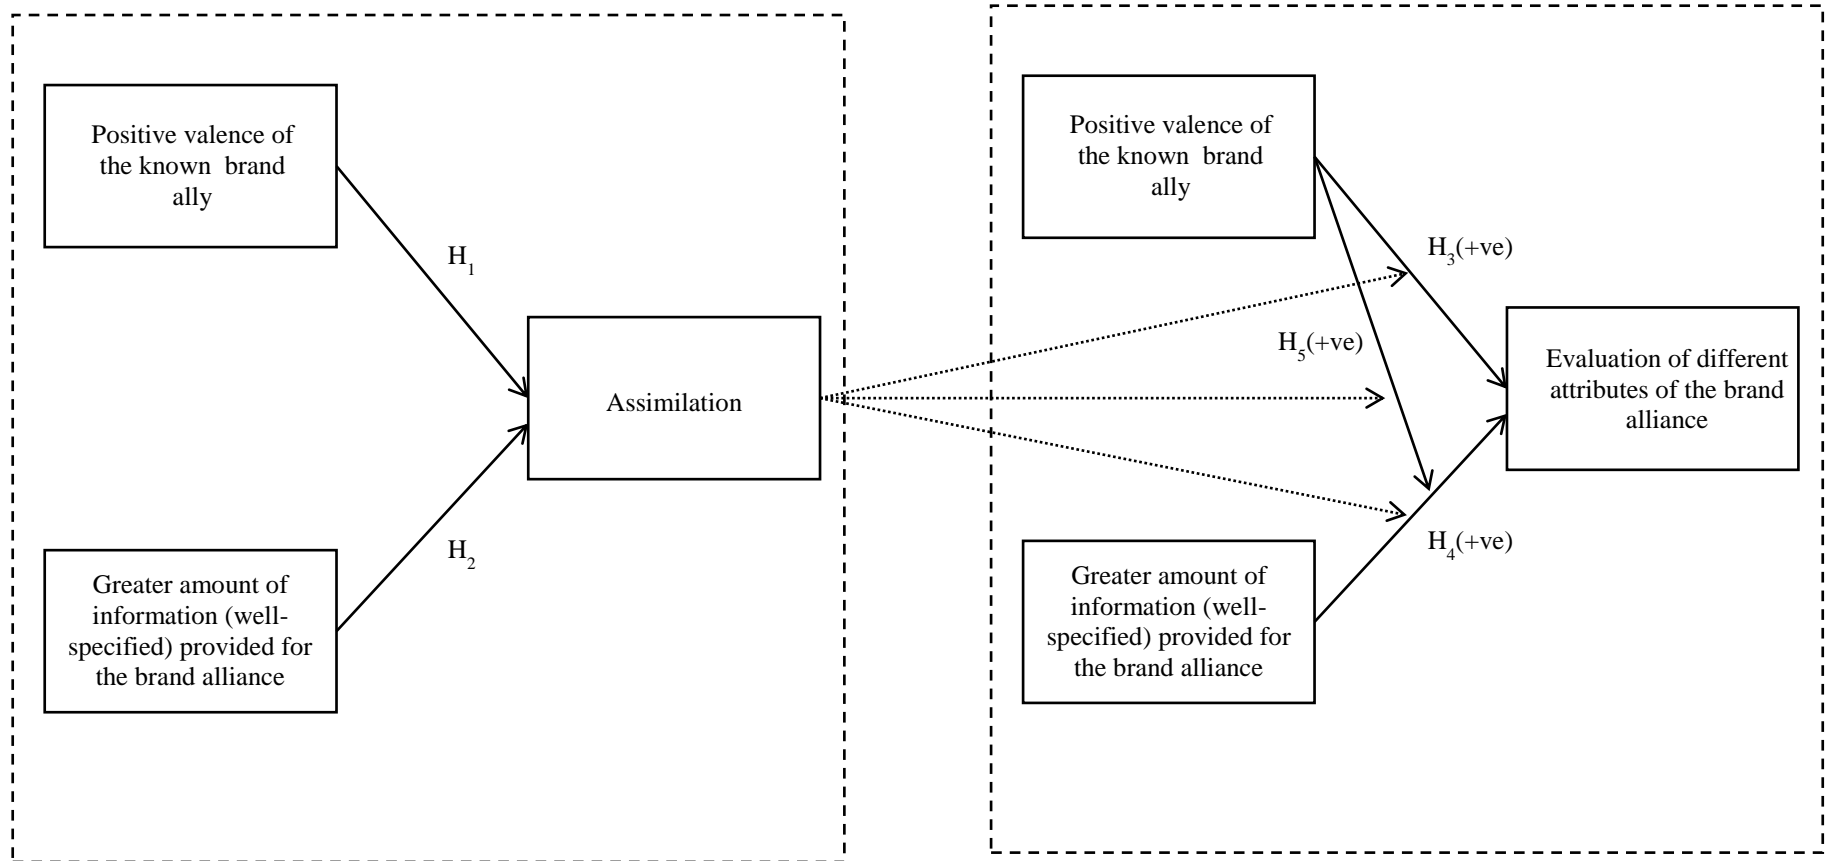 Positive valence of
the known brand
ally
H1
Assimilation
H2
Greater amount of
information (well-
specified) provided for
the brand alliance
Positive valence of
the known brand
ally
H3(+ve)
H5(+ve)
Evaluation of different
attributes of the brand
alliance
H4(+ve)
Greater amount of
information (well-
specified) provided for
the brand alliance